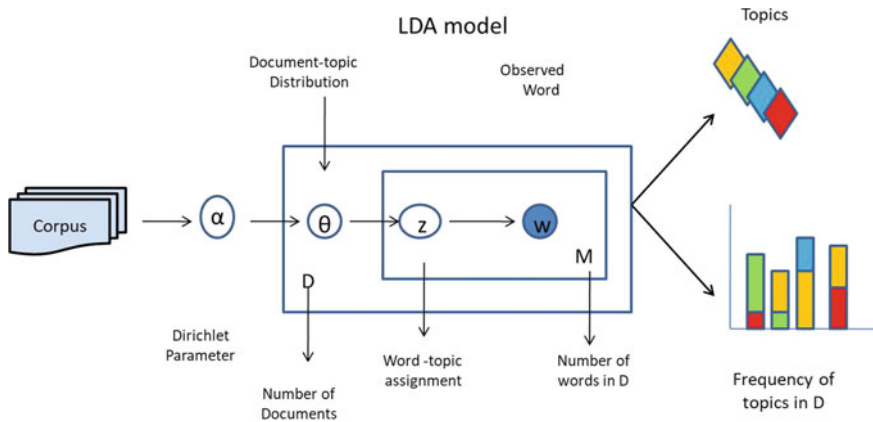 LDA model
Topics
Document-topic
Distribution
Observed
Word
Corpus
α
θ
z
w
M
D
Dirichlet
Parameter
Number of
Documents
Word -topic
assignment
Number of
words in D
Frequency of
topics in D